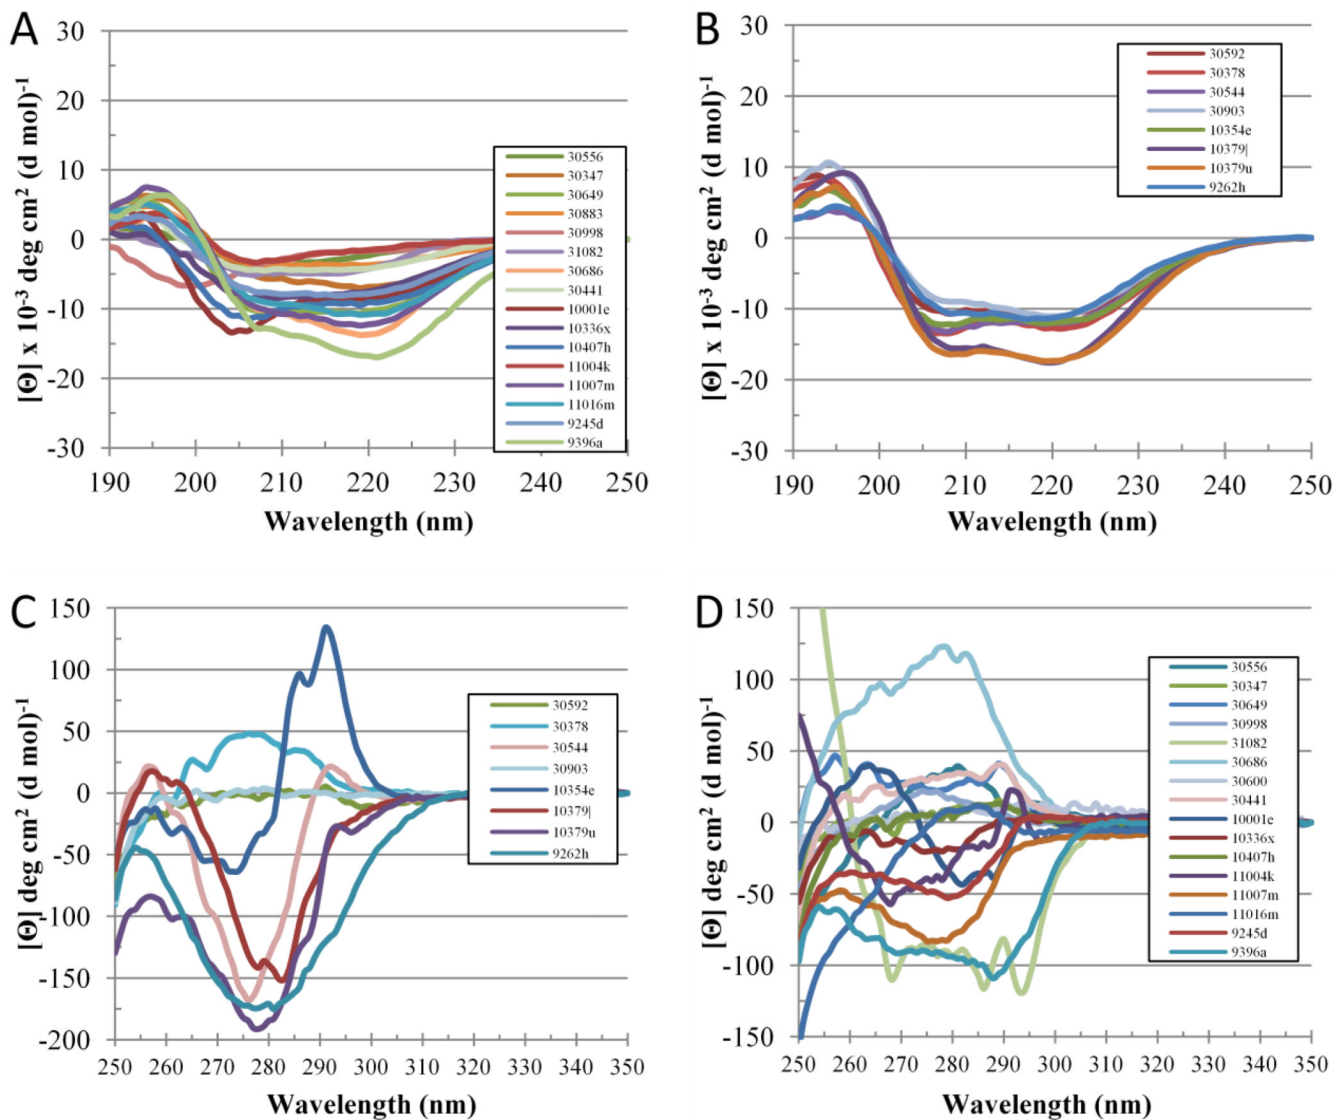 A
30
20
10
0
-10
-20
-30
[Θ] x 10⁻³ deg cm² (d mol)⁻¹
190 200 210 220 230 240 250
Wavelength (nm)
30556
30347
30649
30883
30998
31082
30686
30441
10001e
10336x
10407h
11004k
11007m
11016m
9245d
9396a
B
30
20
10
0
-10
-20
-30
[Θ] x 10⁻³ deg cm² (d mol)⁻¹
190 200 210 220 230 240 250
Wavelength (nm)
30592
30378
30544
30903
10354e
10379|
10379u
9262h
C
150
100
50
0
-50
-100
-150
-200
[Θ] deg cm² (d mol)⁻¹
250 260 270 280 290 300 310 320 330 340 350
Wavelength (nm)
30592
30378
30544
30903
10354e
10379|
10379u
9262h
D
150
100
50
0
-50
-100
-150
[Θ] deg cm² (d mol)⁻¹
250 260 270 280 290 300 310 320 330 340 350
Wavelength (nm)
30556
30347
30649
30998
31082
30686
30600
30441
10001e
10336x
10407h
11004k
11007m
11016m
9245d
9396a